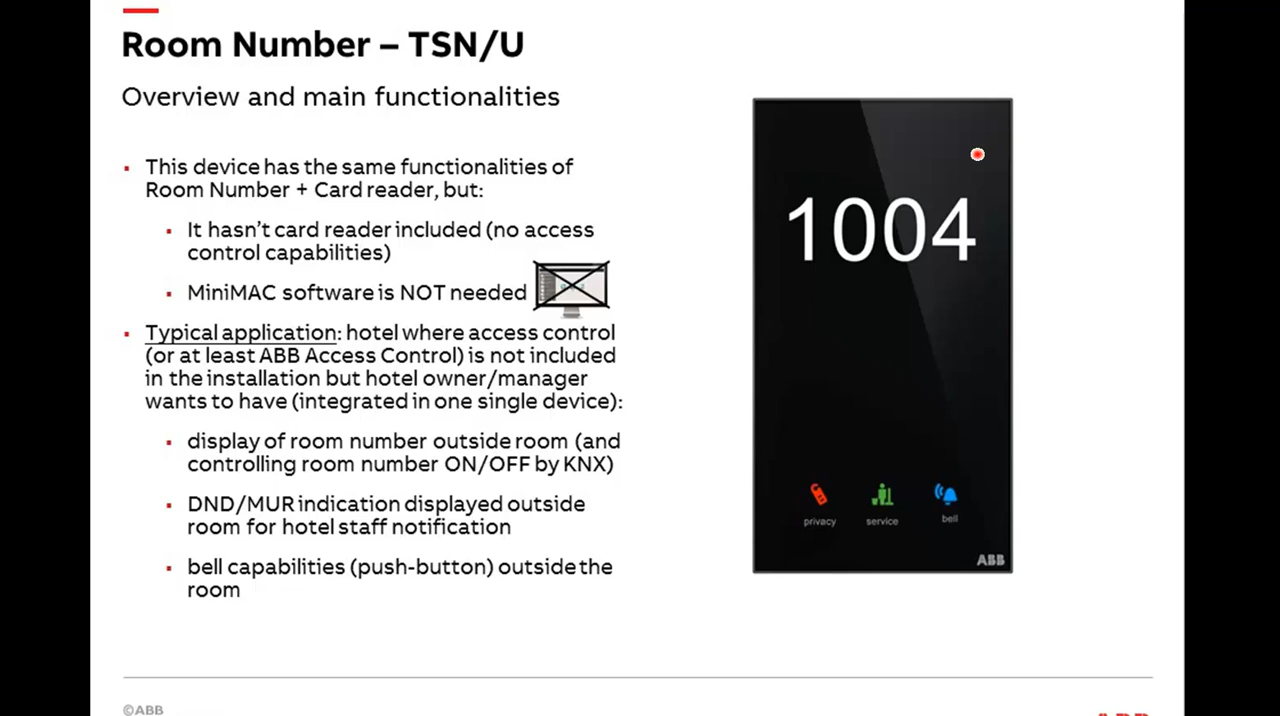 Room Number – TSN/U
Overview and main functionalities
▪ This device has the same functionalities of
Room Number + Card reader, but:
▪ It hasn't card reader included (no access
control capabilities)
▪ MiniMAC software is NOT needed
▪ Typical application: hotel where access control
(or at least ABB Access Control) is not included
in the installation but hotel owner/manager
wants to have (integrated in one single device):
▪ display of room number outside room (and
controlling room number ON/OFF by KNX)
▪ DND/MUR indication displayed outside
room for hotel staff notification
▪ bell capabilities (push-button) outside the
room
1004
privacy service bell
ABB
©ABB
ABB